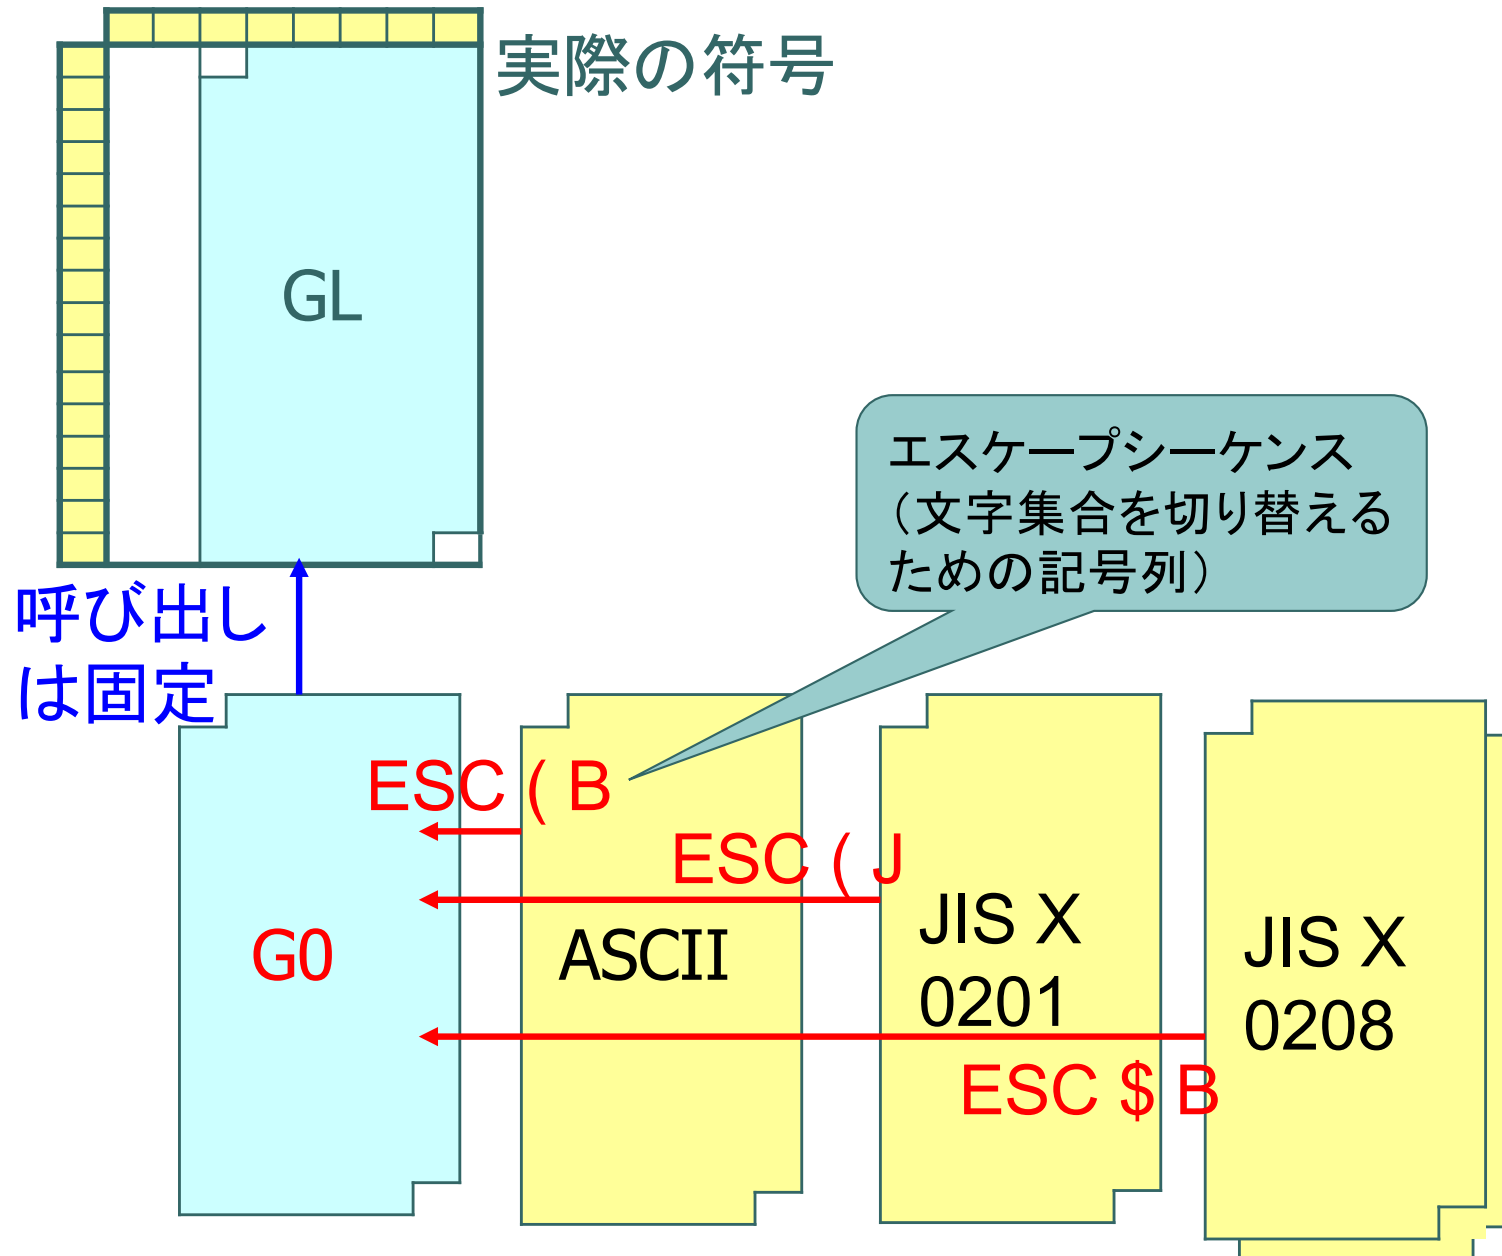 実際の符号
GL
エスケープシーケンス
（文字集合を切り替える
ための記号列）
呼び出し
は固定
ESC ( B
ESC ( J
G0
ASCII
JIS X
0201
JIS X
0208
ESC $ B